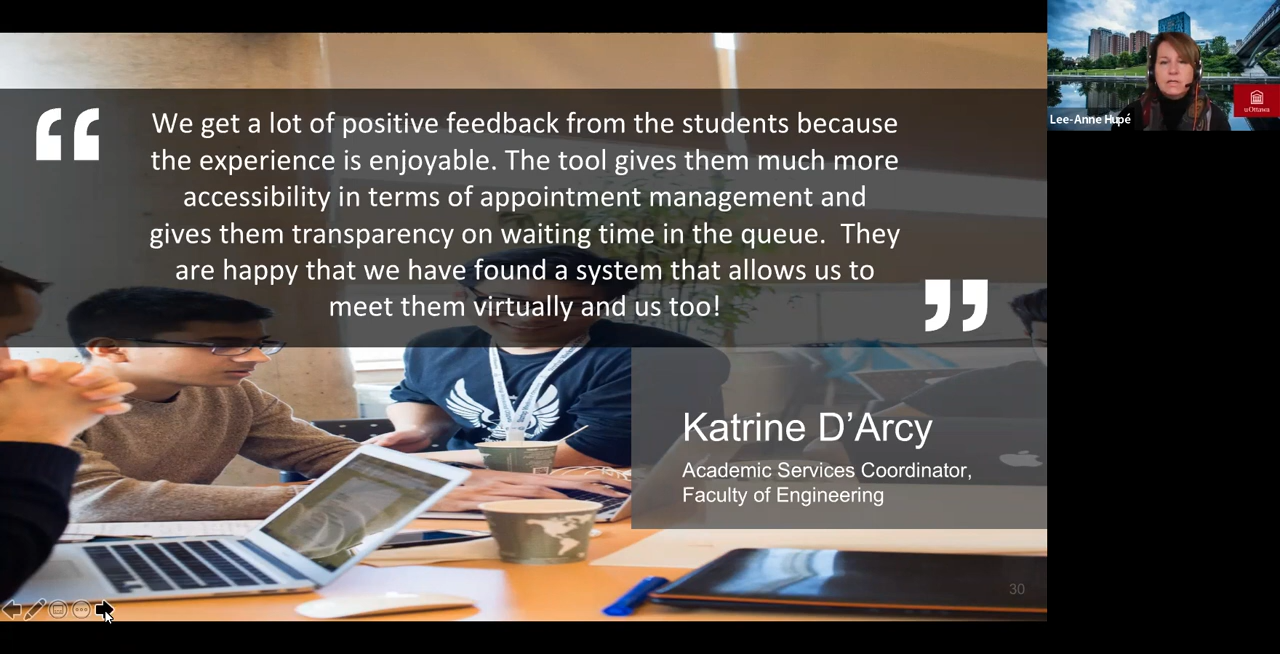 “
We get a lot of positive feedback from the students because
the experience is enjoyable. The tool gives them much more
accessibility in terms of appointment management and
gives them transparency on waiting time in the queue.  They
are happy that we have found a system that allows us to
meet them virtually and us too!
”
Katrine D’Arcy
Academic Services Coordinator,
Faculty of Engineering
30
Lee-Anne Hupé
uOttawa